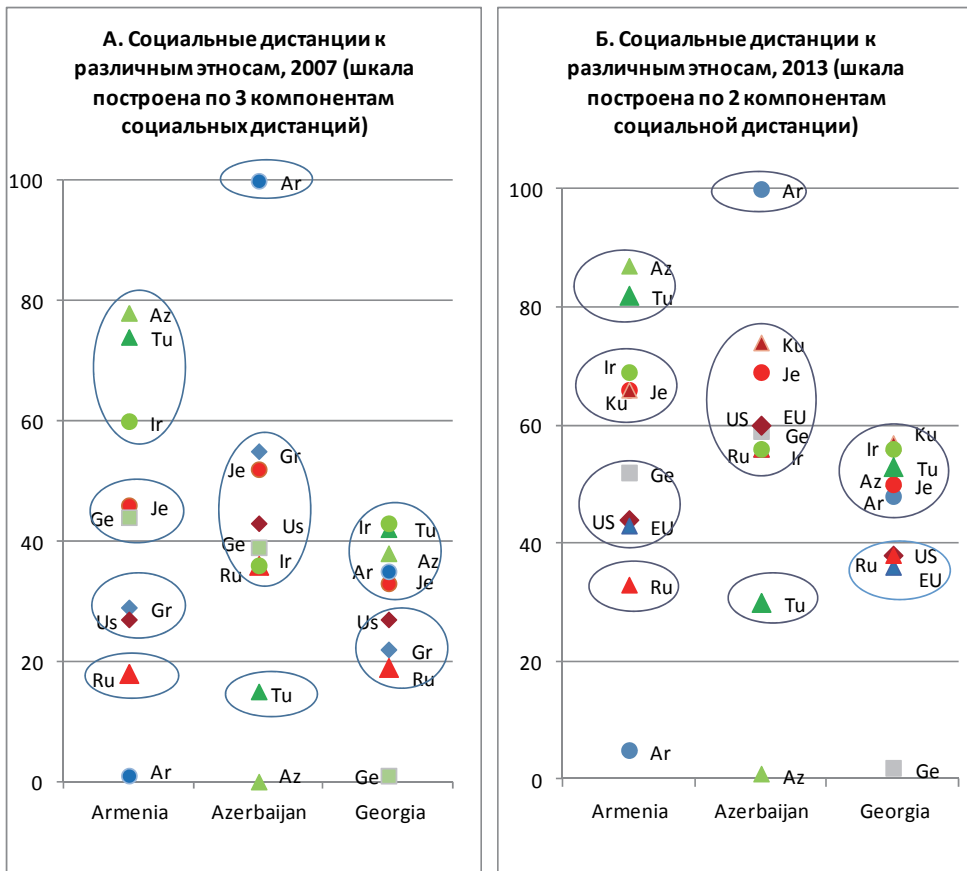 А. Социальные дистанции к
различным этносам, 2007 (шкала
построена по 3 компонентам
социальных дистанций)
100
80
60
40
20
0
Ar
Az
Tu
Ir
Je
Ge
Gr
Us
Ru
Ar
Gr
Je
Us
Ge
Ir
Ru
Tu
Az
Ir
Tu
Az
Ar
Je
Us
Gr
Ru
Ge
Armenia
Azerbaijan
Georgia
Б. Социальные дистанции к
различным этносам, 2013 (шкала
построена по 2 компонентам
социальной дистанции)
100
80
60
40
20
0
Ar
Az
Tu
Ir
Je
Ku
Ge
US
EU
Ru
Ar
Ku
Je
US
EU
Ge
Ru
Ir
Tu
Az
Ku
Ir
Tu
Az
Je
Ar
Ru
US
EU
Ge
Armenia
Azerbaijan
Georgia